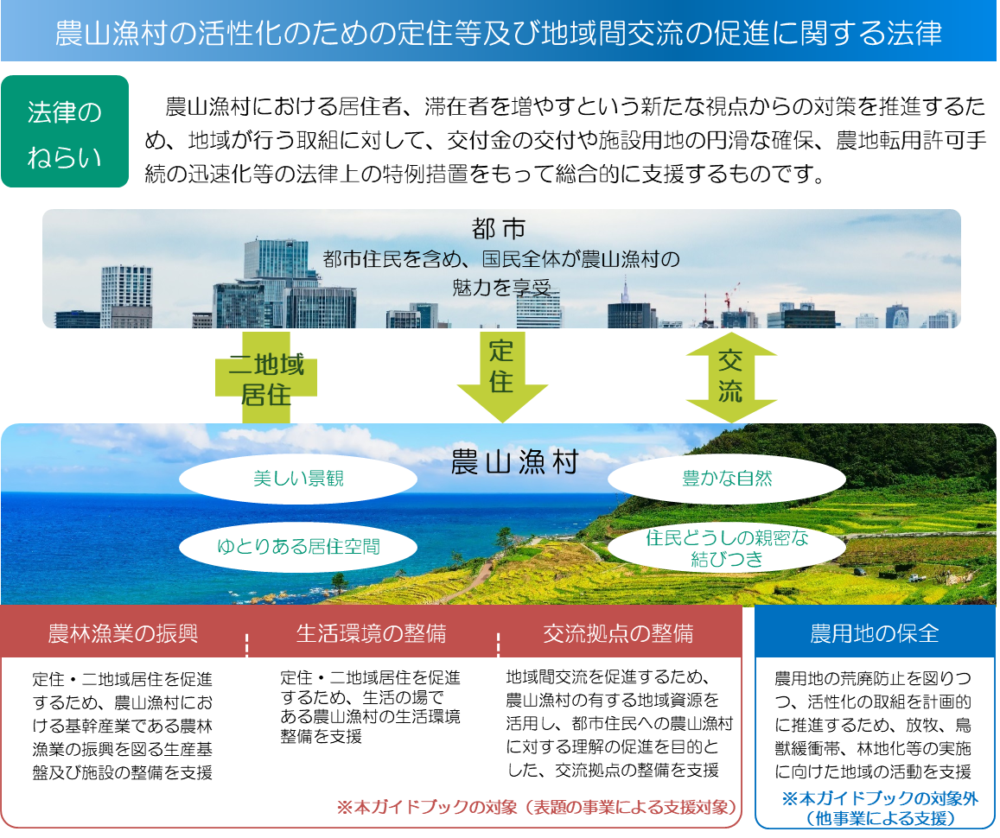 農山漁村の活性化のための定住等及び地域間交流の促進に関する法律
法律の
ねらい
農山漁村における居住者、滞在者を増やすという新たな視点からの対策を推進するた
め、地域が行う取組に対して、交付金の交付や施設用地の円滑な確保、農地転用許可手
続の迅速化等の法律上の特例措置をもって総合的に支援するものです。
都市
都市住民を含め、国民全体が農山漁村の
魅力を享受
二地域
居住
定
住
交
流
農山漁村
美しい景観
豊かな自然
ゆとりある居住空間
住民どうしの親密な
結びつき
農林漁業の振興
定住・二地域居住を促進
するため、農山漁村にお
ける基幹産業である農林
漁業の振興を図る生産基
盤及び施設の整備を支援
生活環境の整備
定住・二地域居住を促進
するため、生活の場で
ある農山漁村の生活環境
整備を支援
交流拠点の整備
地域間交流を促進するため、
農山漁村の有する地域資源を
活用し、都市住民への農山漁村
に対する理解の促進を目的と
した、交流拠点の整備を支援
※本ガイドブックの対象（表題の事業による支援対象）
農用地の保全
農用地の荒廃防止を図りつ
つ、活性化の取組を計画的
に推進するため、放牧、鳥
獣緩衝帯、林地化等の実施
に向けた地域の活動を支援
※本ガイドブックの対象外
（他事業による支援）